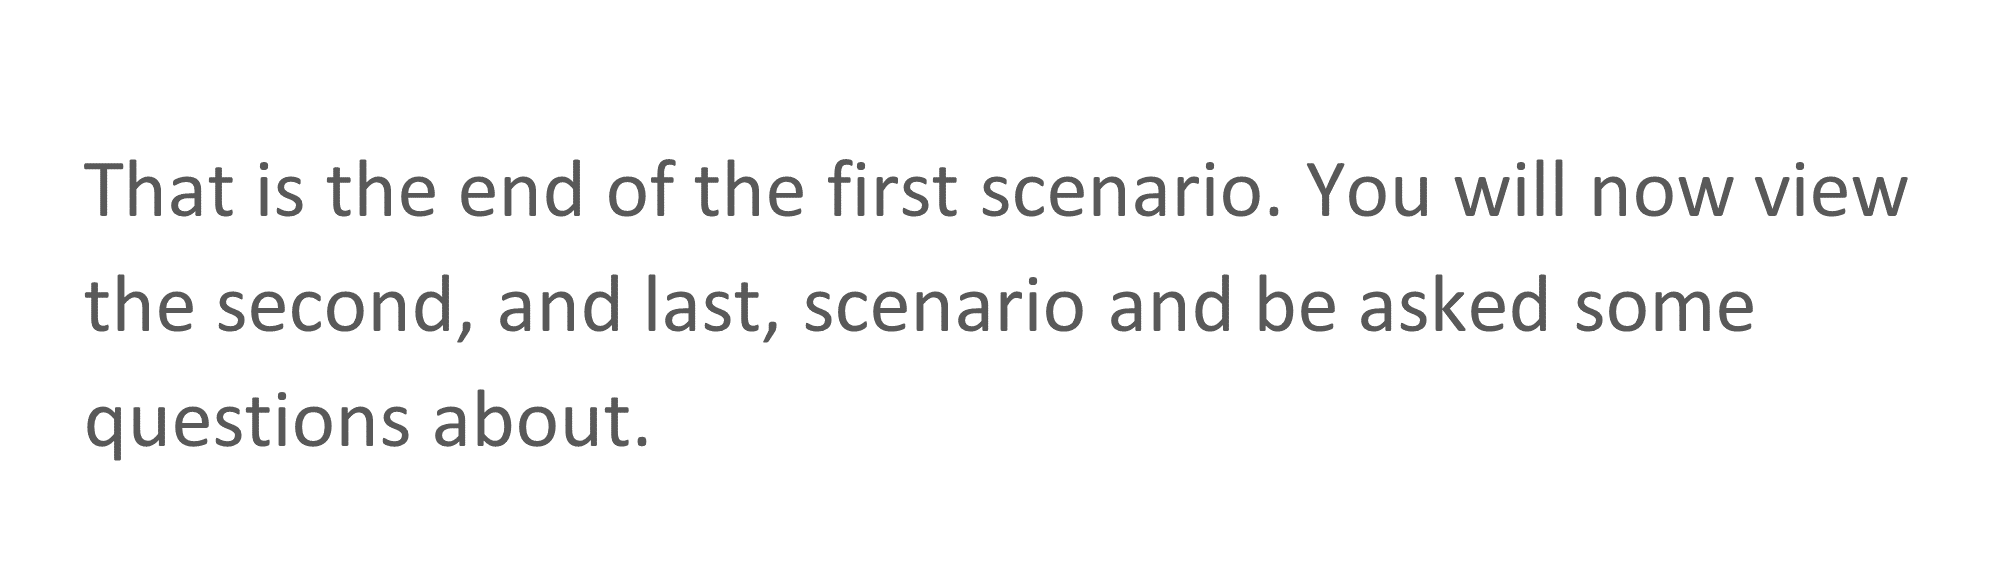 That is the end of the first scenario. You will now view
the second, and last, scenario and be asked some
questions about.